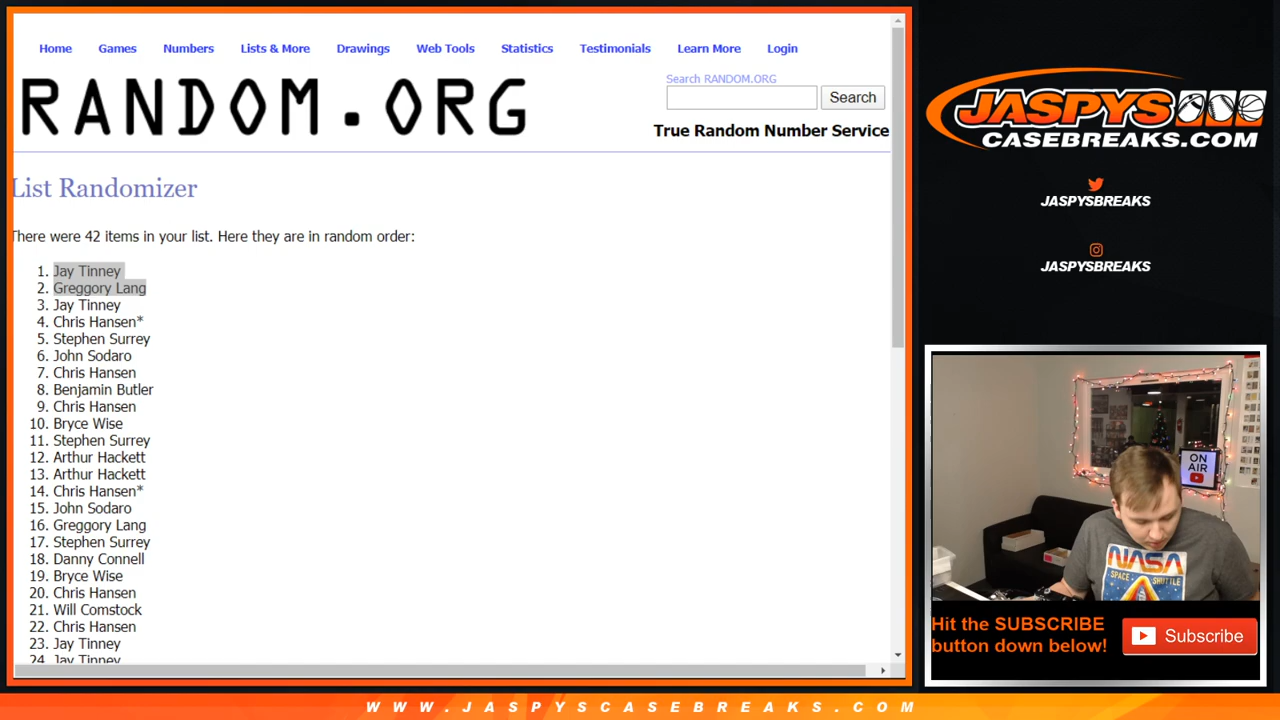 Home Games Numbers Lists & More Drawings Web Tools Statistics Testimonials Learn More Login
RANDOM.ORG
Search RANDOM.ORG
Search
True Random Number Service
List Randomizer
There were 42 items in your list. Here they are in random order:
1. Jay Tinney
2. Greggory Lang
3. Jay Tinney
4. Chris Hansen*
5. Stephen Surrey
6. John Sodaro
7. Chris Hansen
8. Benjamin Butler
9. Chris Hansen
10. Bryce Wise
11. Stephen Surrey
12. Arthur Hackett
13. Arthur Hackett
14. Chris Hansen*
15. John Sodaro
16. Greggory Lang
17. Stephen Surrey
18. Danny Connell
19. Bryce Wise
20. Chris Hansen
21. Will Comstock
22. Chris Hansen
23. Jay Tinney
24. Jay Tinney
JASPYS
CASEBREAKS.COM
JASPYSBREAKS
JASPYSBREAKS
ON
AIR
NASA
SPACE SHUTTLE
Hit the SUBSCRIBE
button down below!
Subscribe
WWW.JASPYSCASEBREAKS.COM